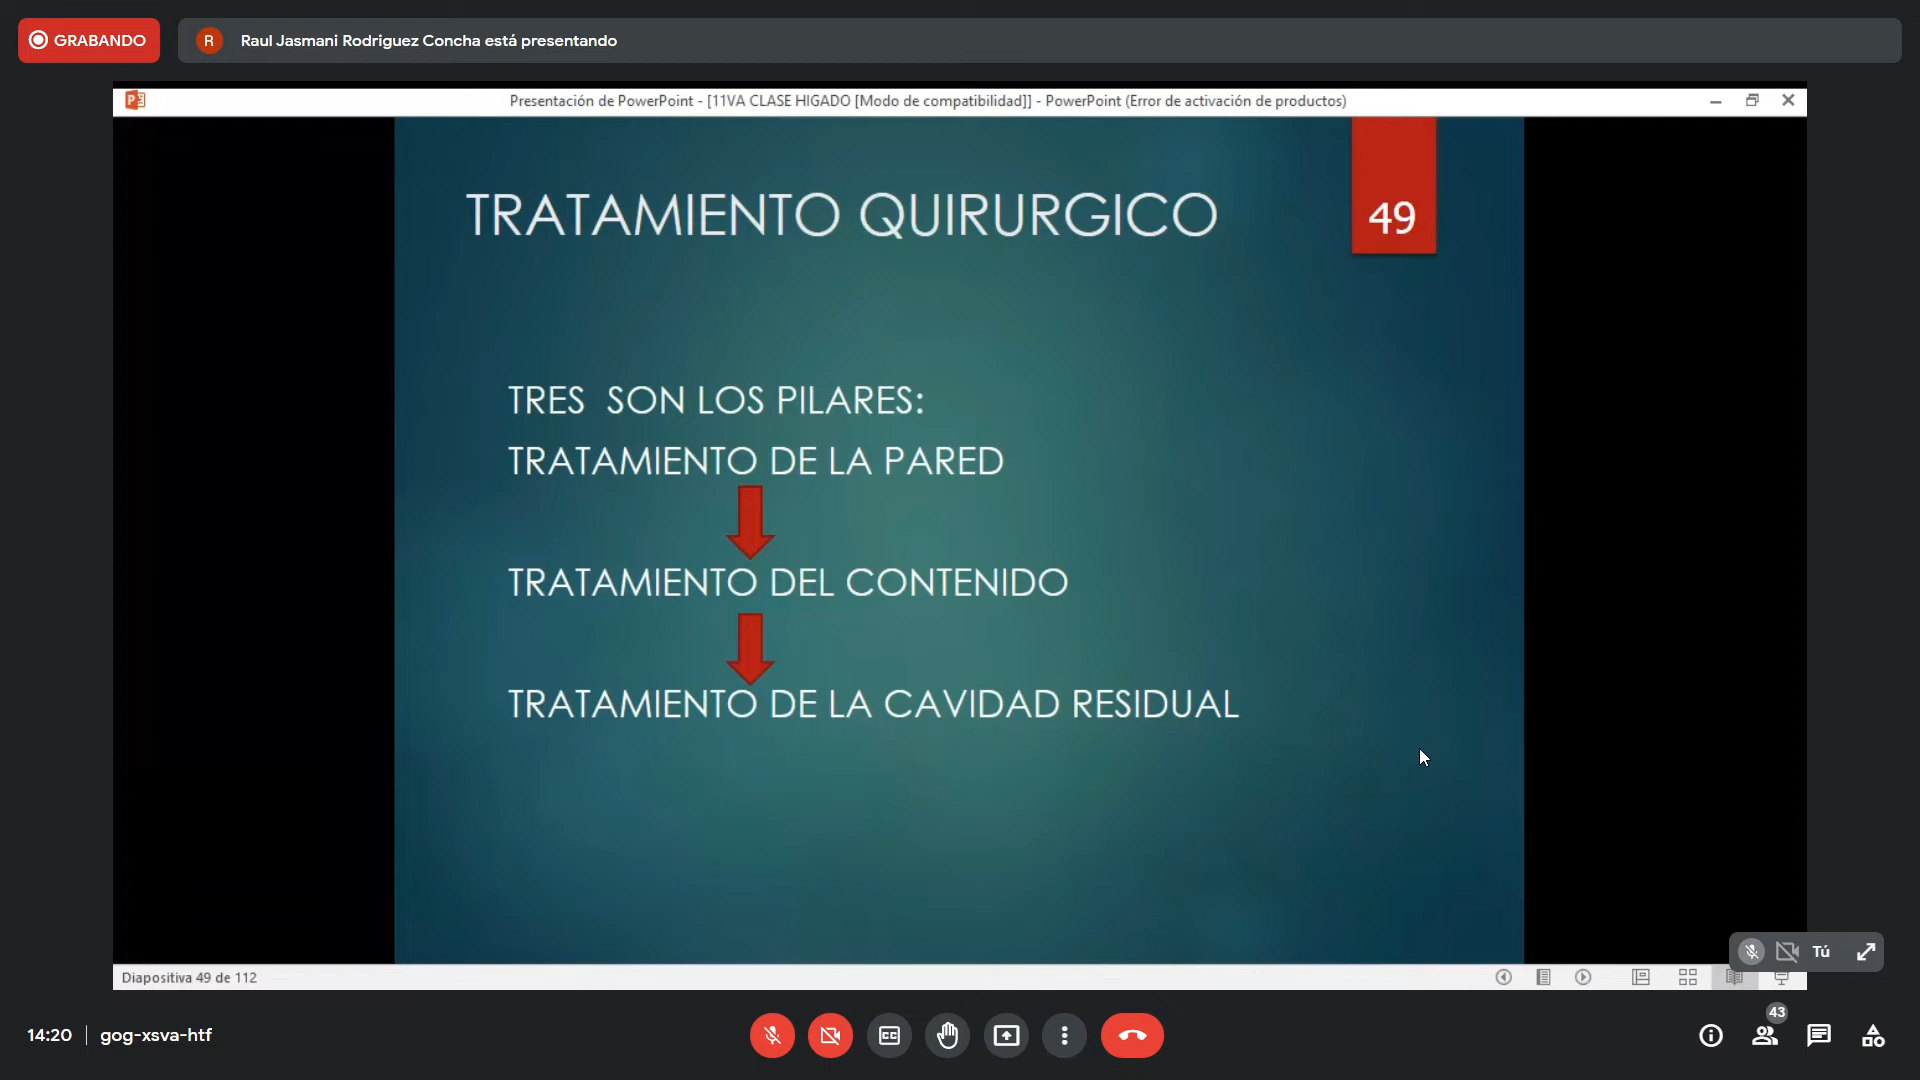 GRABANDO
R
Raul Jasmani Rodriguez Concha está presentando
Presentación de PowerPoint - [11VA CLASE HIGADO [Modo de compatibilidad]] - PowerPoint (Error de activación de productos)
TRATAMIENTO QUIRURGICO
49
TRES SON LOS PILARES:
TRATAMIENTO DE LA PARED
TRATAMIENTO DEL CONTENIDO
TRATAMIENTO DE LA CAVIDAD RESIDUAL
Tú
Diapositiva 49 de 112
14:20
gog-xsva-htf
43